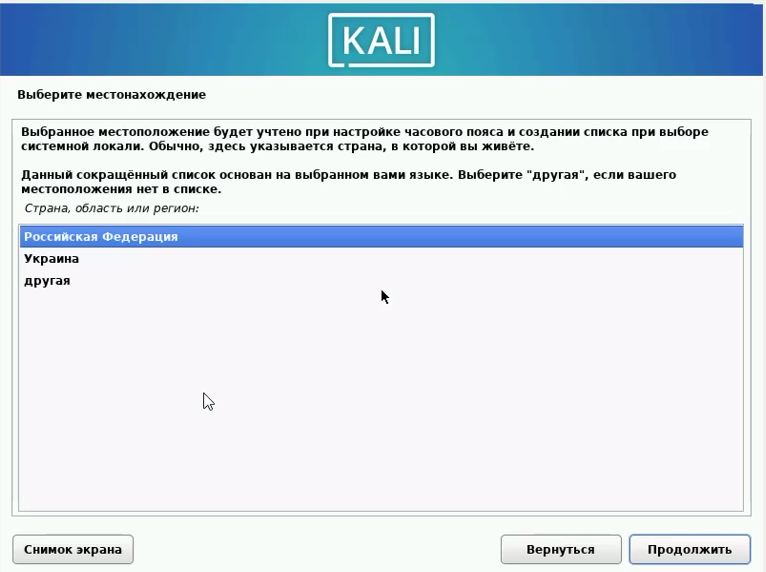 KALI
Выберите местонахождение
Выбранное местоположение будет учтено при настройке часового пояса и создании списка при выборе
системной локали. Обычно, здесь указывается страна, в которой вы живёте.
Данный сокращённый список основан на выбранном вами языке. Выберите "другая", если вашего
местоположения нет в списке.
Страна, область или регион:
Российская Федерация
Украина
другая
Снимок экрана
Вернуться
Продолжить